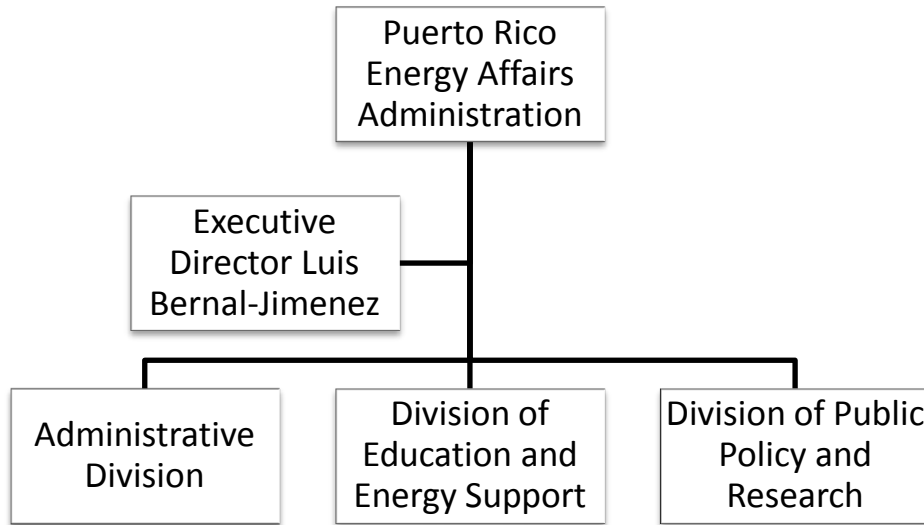 Puerto Rico
Energy Affairs
Administration
Executive
Director Luis
Bernal-Jimenez
Administrative
Division
Division of
Education and
Energy Support
Division of Public
Policy and
Research